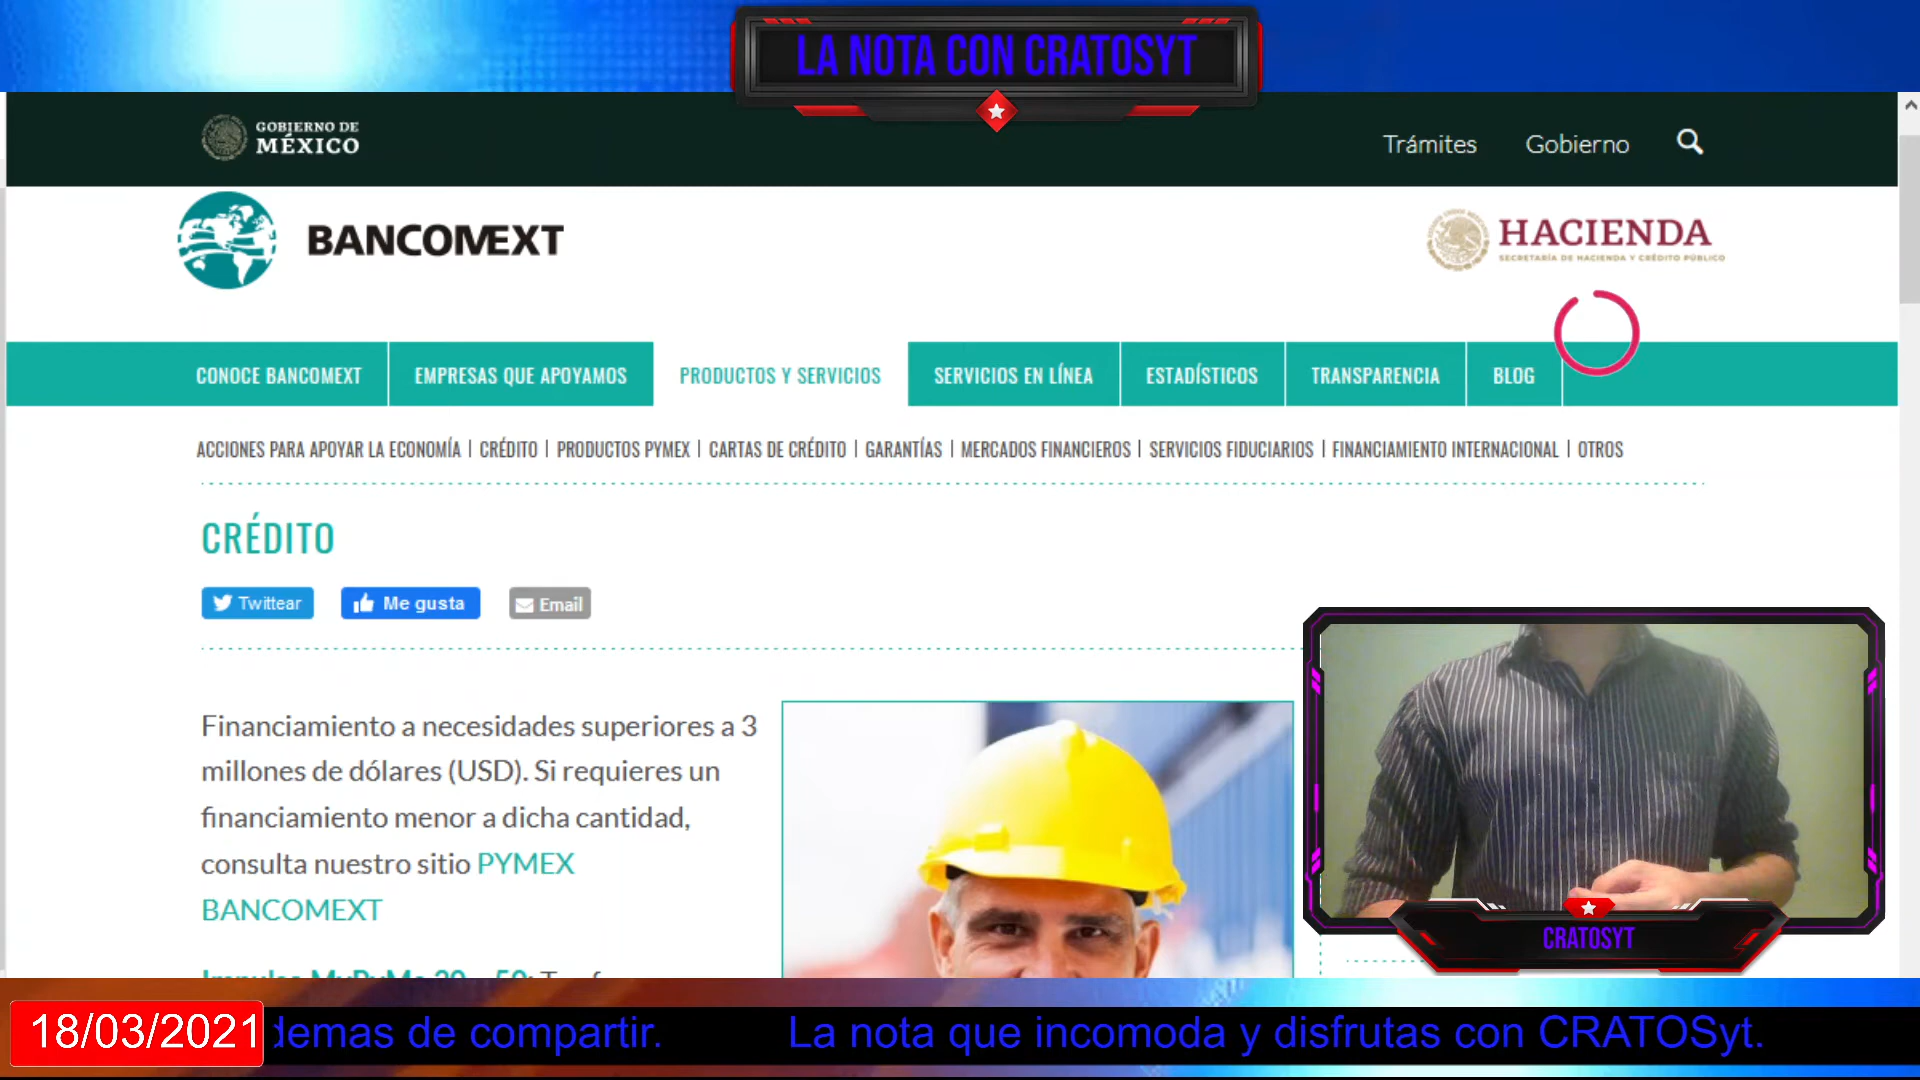 LA NOTA CON CRATOSYT
GOBIERNO DE
MÉXICO
Trámites Gobierno
BANCOMEXT
HACIENDA
SECRETARÍA DE HACIENDA Y CRÉDITO PÚBLICO
CONOCE BANCOMEXT EMPRESAS QUE APOYAMOS PRODUCTOS Y SERVICIOS SERVICIOS EN LÍNEA ESTADÍSTICOS TRANSPARENCIA BLOG
ACCIONES PARA APOYAR LA ECONOMÍA | CRÉDITO | PRODUCTOS PYMEX | CARTAS DE CRÉDITO | GARANTÍAS | MERCADOS FINANCIEROS | SERVICIOS FIDUCIARIOS | FINANCIAMIENTO INTERNACIONAL | OTROS
CRÉDITO
Twittear Me gusta Email
Financiamiento a necesidades superiores a 3
millones de dólares (USD). Si requieres un
financiamiento menor a dicha cantidad,
consulta nuestro sitio PYMEX
BANCOMEXT
CRATOSYT
18/03/2021 demas de compartir. La nota que incomoda y disfrutas con CRATOSyt.